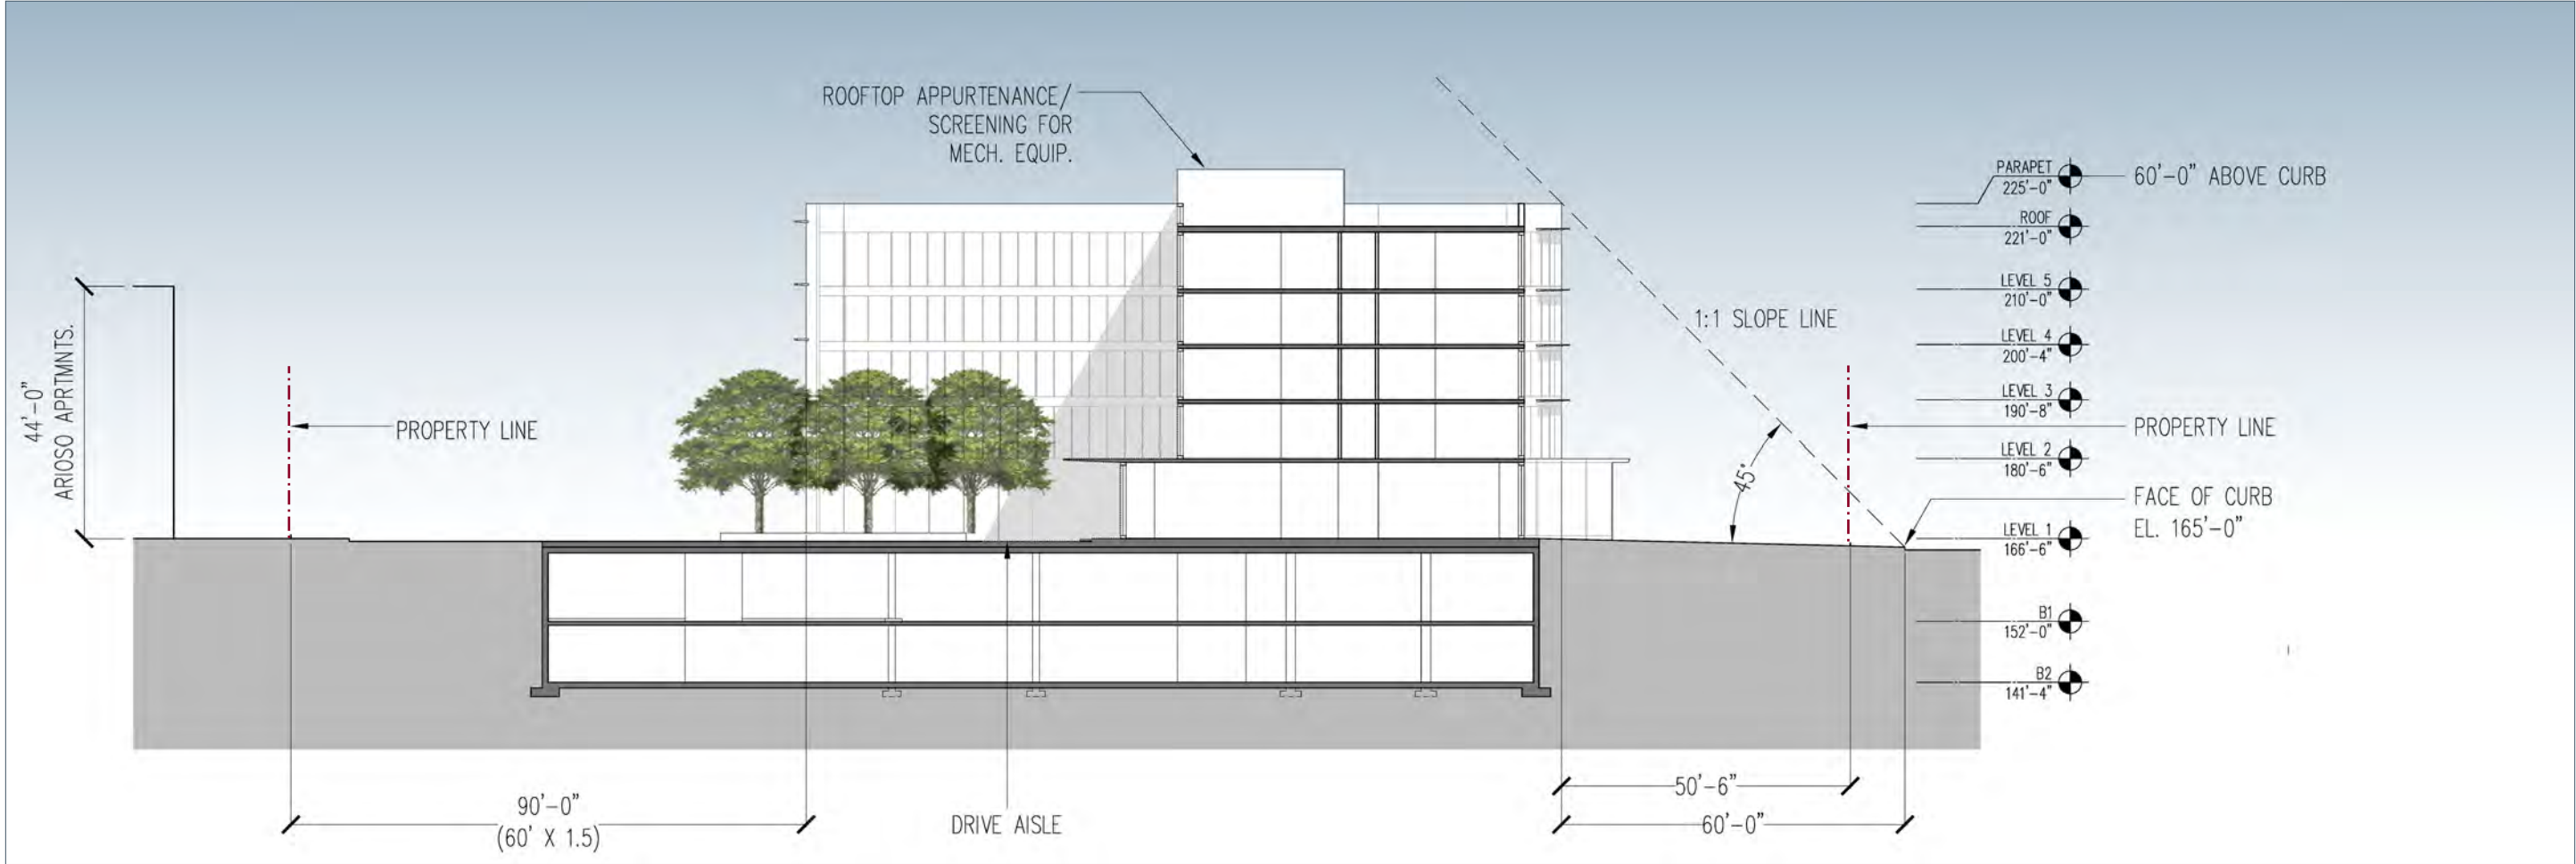 ROOFTOP APPURTENANCE/
SCREENING FOR
MECH. EQUIP.
44'-0"
ARIOSO APRTMNTS.
PROPERTY LINE
1:1 SLOPE LINE
45°
PARAPET
225'-0"
60'-0" ABOVE CURB
ROOF
221'-0"
LEVEL 5
210'-0"
LEVEL 4
200'-4"
LEVEL 3
190'-8"
PROPERTY LINE
LEVEL 2
180'-6"
FACE OF CURB
EL. 165'-0"
LEVEL 1
166'-6"
B1
152'-0"
B2
141'-4"
90'-0"
(60' X 1.5)
DRIVE AISLE
50'-6"
60'-0"